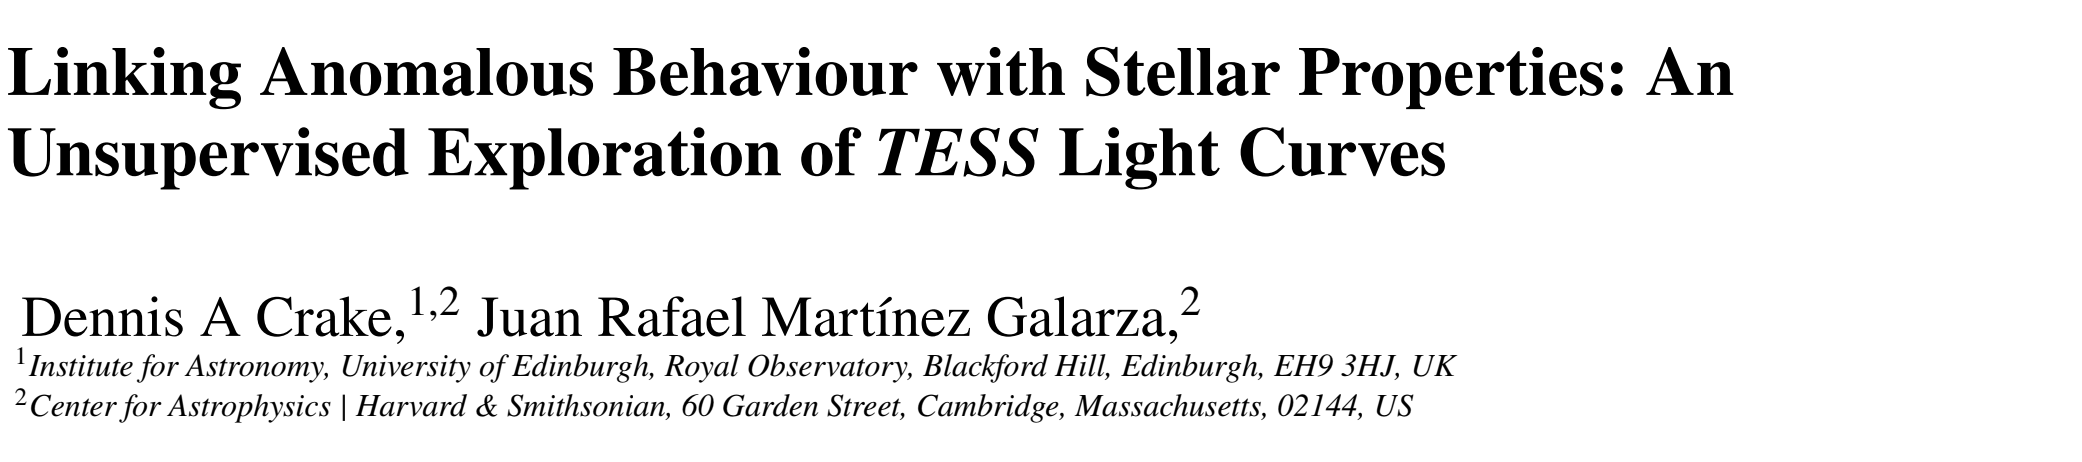 Linking Anomalous Behaviour with Stellar Properties: An
Unsupervised Exploration of TESS Light Curves
Dennis A Crake,1,2 Juan Rafael Martínez Galarza,2
1Institute for Astronomy, University of Edinburgh, Royal Observatory, Blackford Hill, Edinburgh, EH9 3HJ, UK
2Center for Astrophysics | Harvard & Smithsonian, 60 Garden Street, Cambridge, Massachusetts, 02144, US